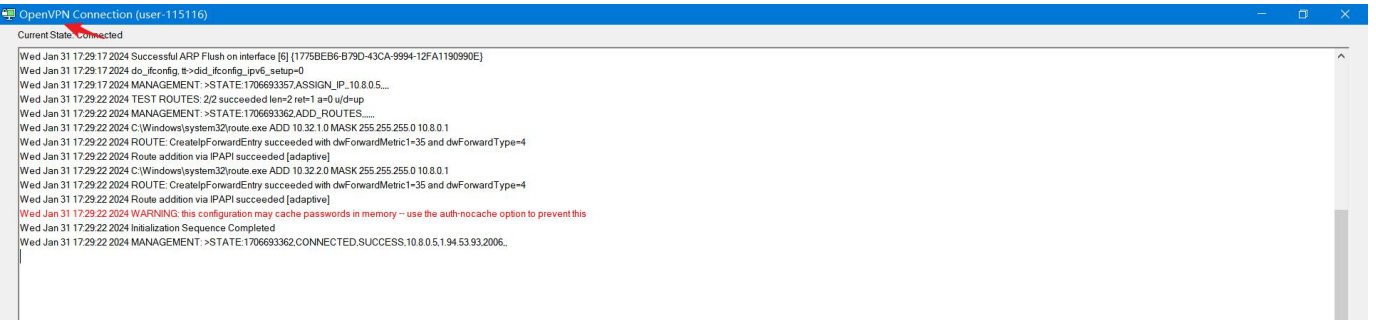 OpenVPN Connection (user-115116)
Current State: Connected
Wed Jan 31 17:29:17 2024 Successful ARP Flush on interface [6] {1775BEB6-B79D-43CA-9994-12FA1190990E}
Wed Jan 31 17:29:17 2024 do_ifconfig, tt->did_ifconfig_ipv6_setup=0
Wed Jan 31 17:29:17 2024 MANAGEMENT: >STATE:1706693357,ASSIGN_IP,,10.8.0.5,,,,
Wed Jan 31 17:29:22 2024 TEST ROUTES: 2/2 succeeded len=2 ret=1 a=0 u/d=up
Wed Jan 31 17:29:22 2024 MANAGEMENT: >STATE:1706693362,ADD_ROUTES,,,,,,
Wed Jan 31 17:29:22 2024 C:\Windows\system32\route.exe ADD 10.32.1.0 MASK 255.255.255.0 10.8.0.1
Wed Jan 31 17:29:22 2024 ROUTE: CreateIpForwardEntry succeeded with dwForwardMetric1=35 and dwForwardType=4
Wed Jan 31 17:29:22 2024 Route addition via IPAPI succeeded [adaptive]
Wed Jan 31 17:29:22 2024 C:\Windows\system32\route.exe ADD 10.32.2.0 MASK 255.255.255.0 10.8.0.1
Wed Jan 31 17:29:22 2024 ROUTE: CreateIpForwardEntry succeeded with dwForwardMetric1=35 and dwForwardType=4
Wed Jan 31 17:29:22 2024 Route addition via IPAPI succeeded [adaptive]
Wed Jan 31 17:29:22 2024 WARNING: this configuration may cache passwords in memory -- use the auth-nocache option to prevent this
Wed Jan 31 17:29:22 2024 Initialization Sequence Completed
Wed Jan 31 17:29:22 2024 MANAGEMENT: >STATE:1706693362,CONNECTED,SUCCESS,10.8.0.5,1.94.53.93,2006,,